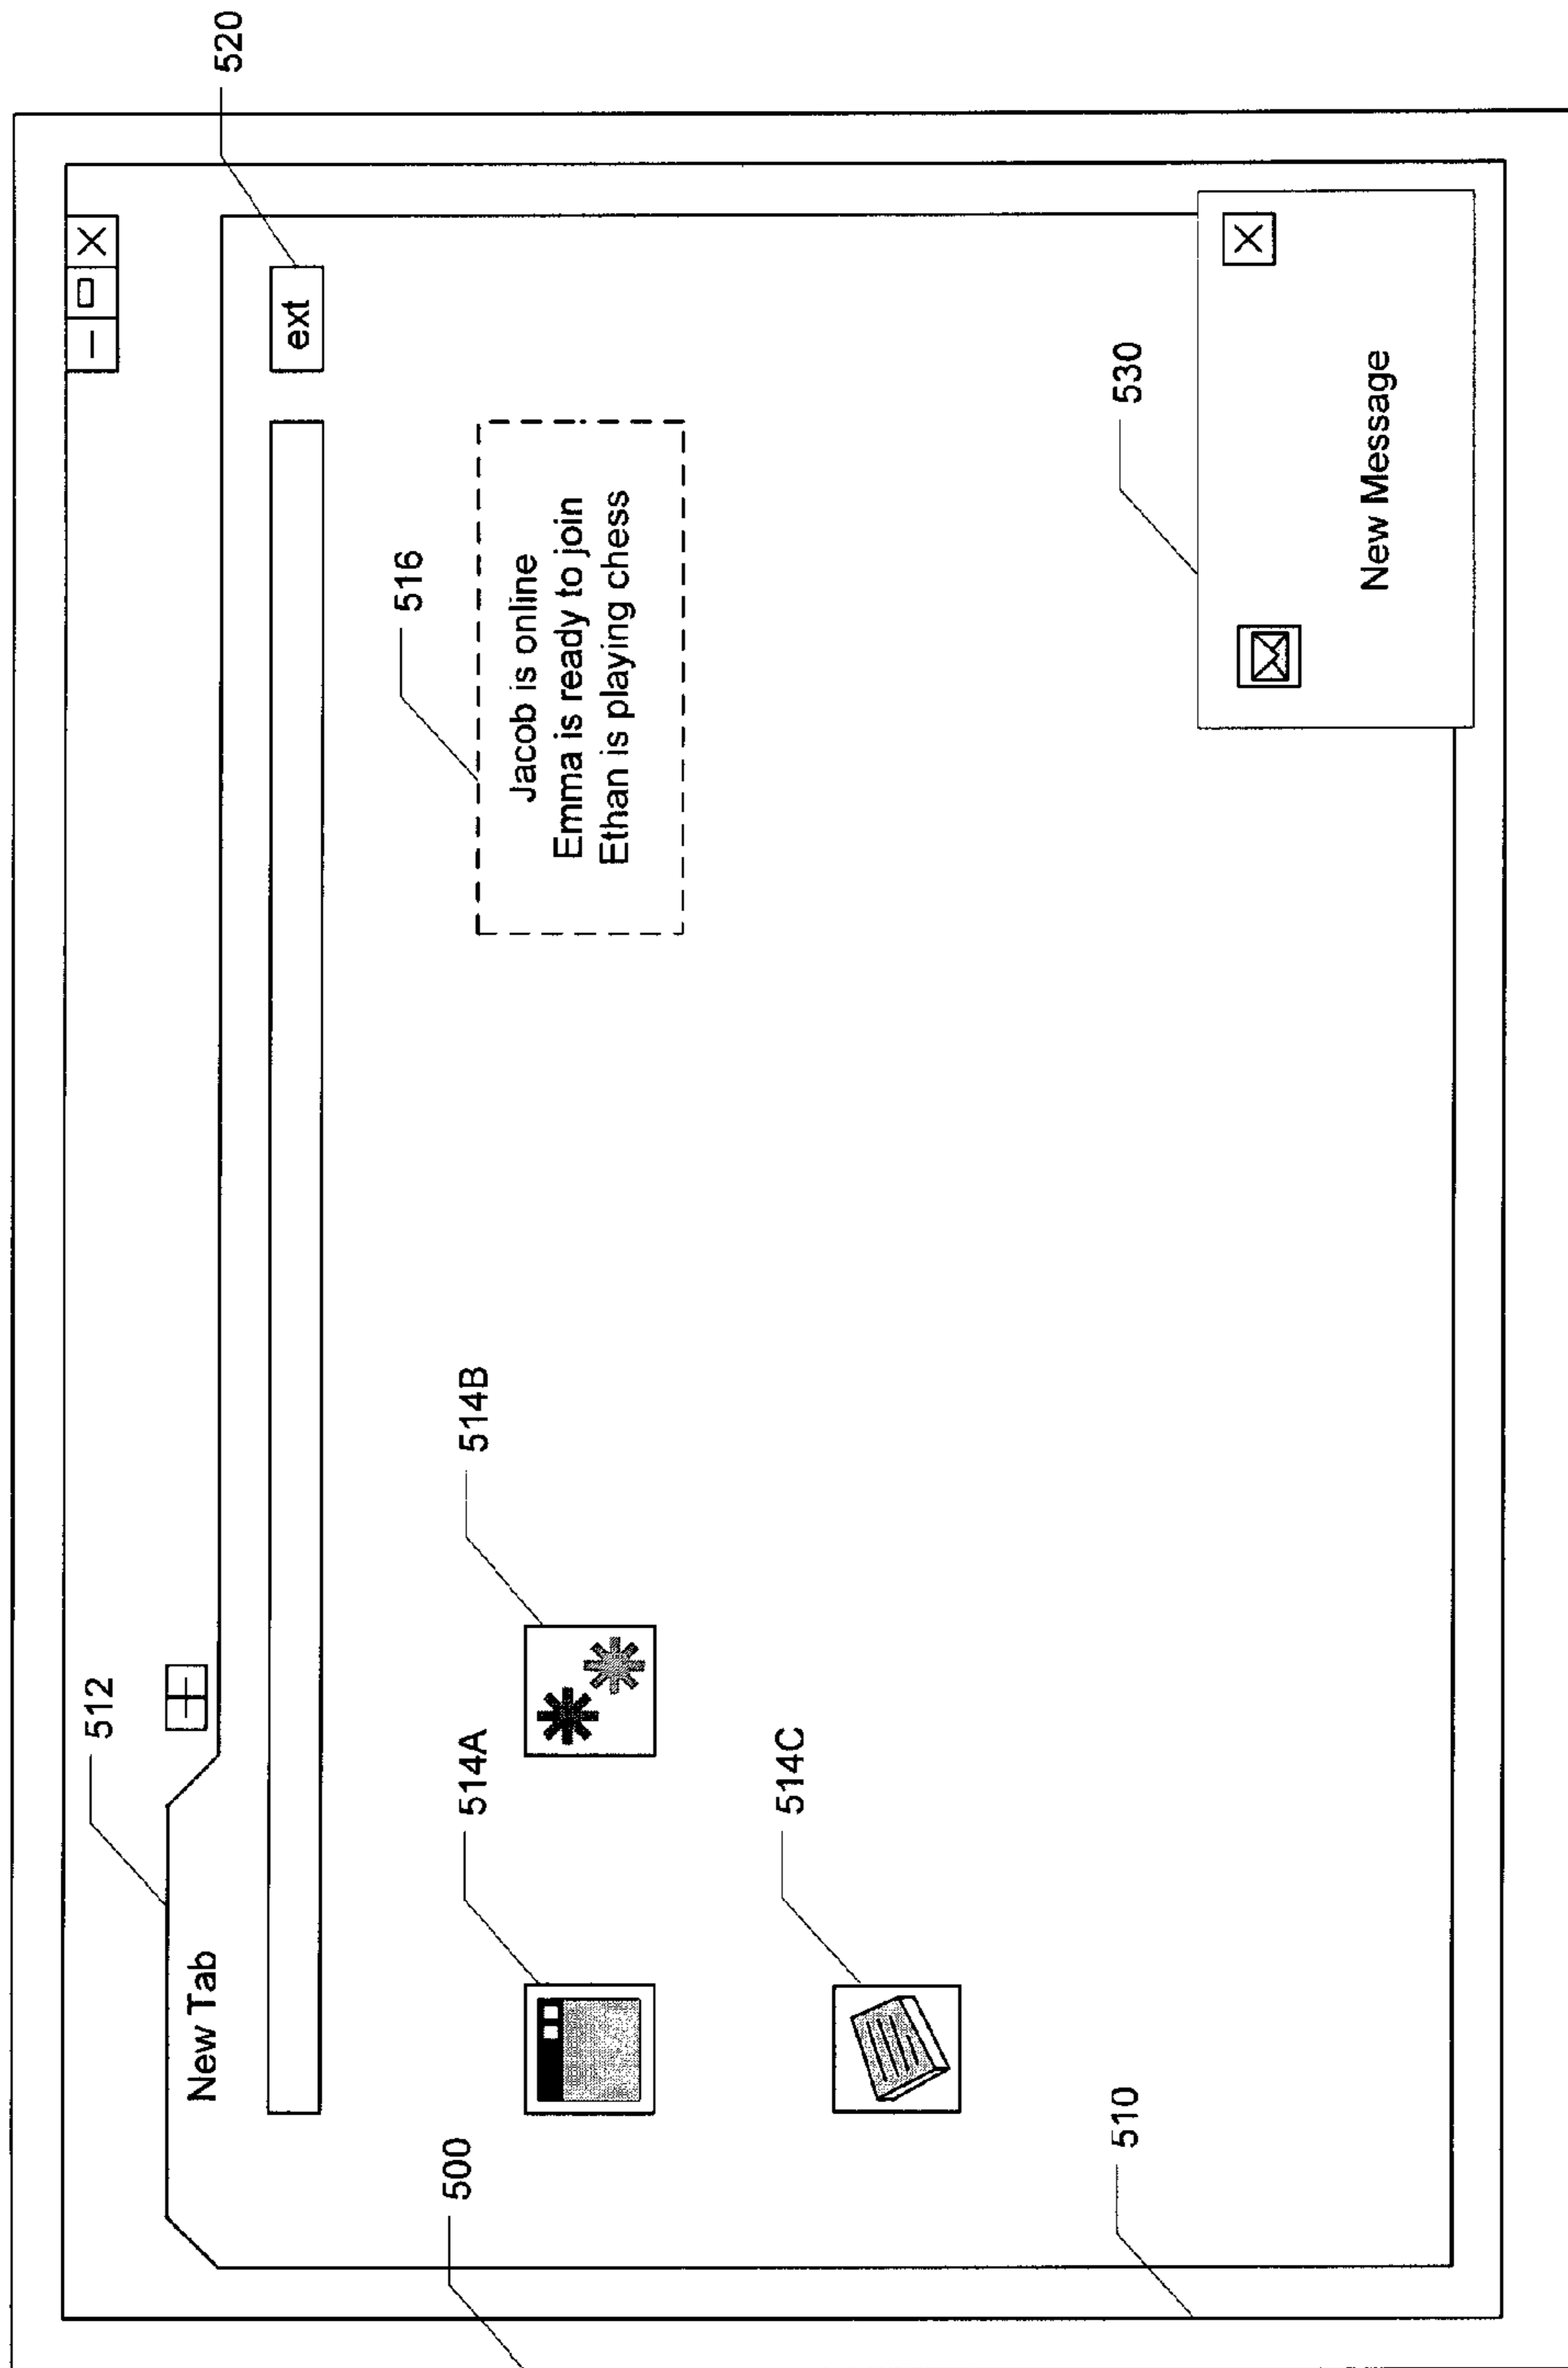 512
New Tab
520
ext
500
516
Jacob is online
Emma is ready to join
Ethan is playing chess
514A
514B
514C
510
530
New Message